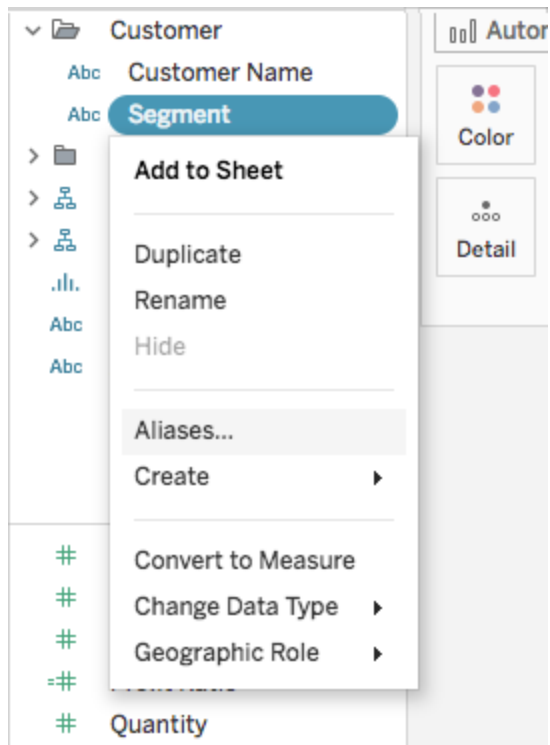 Customer
Abc Customer Name
Abc Segment
Add to Sheet
Duplicate
Rename
Hide
Abc
Abc
Aliases...
Create
Convert to Measure
Change Data Type
Geographic Role
Quantity
Color
Detail